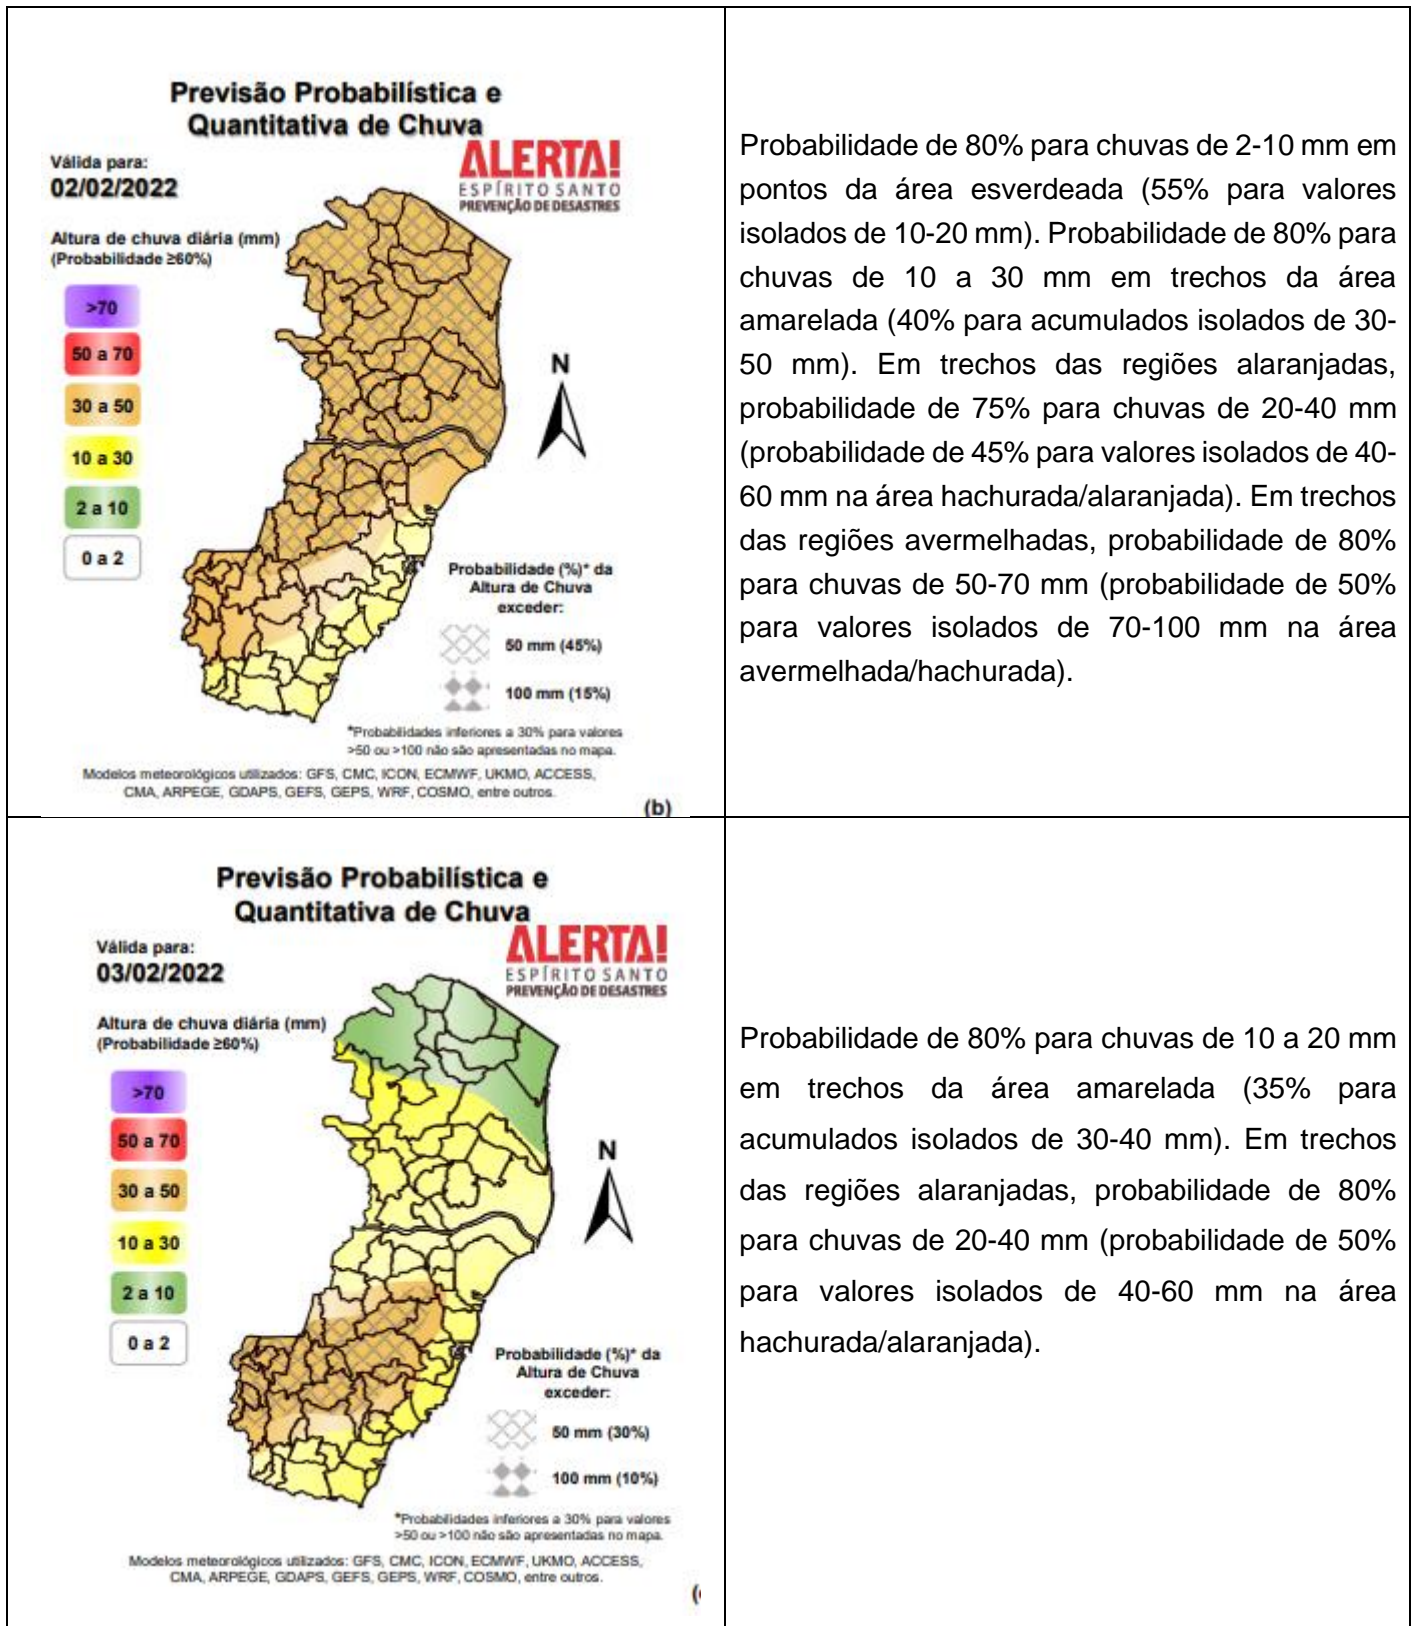 Previsão Probabilística e
Quantitativa de Chuva
ALERTA!
ESPÍRITO SANTO
PREVENÇÃO DE DESASTRES
Válida para:
02/02/2022
Altura de chuva diária (mm)
(Probabilidade ≥60%)
>70
50 a 70
30 a 50
10 a 30
2 a 10
0 a 2
N
Probabilidade (%)* da
Altura de Chuva
exceder:
50 mm (45%)
100 mm (15%)
*Probabilidades inferiores a 30% para valores
>50 ou >100 não são apresentadas no mapa.
Modelos meteorológicos utilizados: GFS, CMC, ICON, ECMWF, UKMO, ACCESS,
CMA, ARPEGE, GDAPS, GEFS, GEPS, WRF, COSMO, entre outros.
(b)
Probabilidade de 80% para chuvas de 2-10 mm em
pontos da área esverdeada (55% para valores
isolados de 10-20 mm). Probabilidade de 80% para
chuvas de 10 a 30 mm em trechos da área
amarelada (40% para acumulados isolados de 30-
50 mm). Em trechos das regiões alaranjadas,
probabilidade de 75% para chuvas de 20-40 mm
(probabilidade de 45% para valores isolados de 40-
60 mm na área hachurada/alaranjada). Em trechos
das regiões avermelhadas, probabilidade de 80%
para chuvas de 50-70 mm (probabilidade de 50%
para valores isolados de 70-100 mm na área
avermelhada/hachurada).
Previsão Probabilística e
Quantitativa de Chuva
ALERTA!
ESPÍRITO SANTO
PREVENÇÃO DE DESASTRES
Válida para:
03/02/2022
Altura de chuva diária (mm)
(Probabilidade ≥60%)
>70
50 a 70
30 a 50
10 a 30
2 a 10
0 a 2
N
Probabilidade (%)* da
Altura de Chuva
exceder:
50 mm (30%)
100 mm (10%)
*Probabilidades inferiores a 30% para valores
>50 ou >100 não são apresentadas no mapa.
Modelos meteorológicos utilizados: GFS, CMC, ICON, ECMWF, UKMO, ACCESS,
CMA, ARPEGE, GDAPS, GEFS, GEPS, WRF, COSMO, entre outros.
Probabilidade de 80% para chuvas de 10 a 20 mm
em trechos da área amarelada (35% para
acumulados isolados de 30-40 mm). Em trechos
das regiões alaranjadas, probabilidade de 80%
para chuvas de 20-40 mm (probabilidade de 50%
para valores isolados de 40-60 mm na área
hachurada/alaranjada).